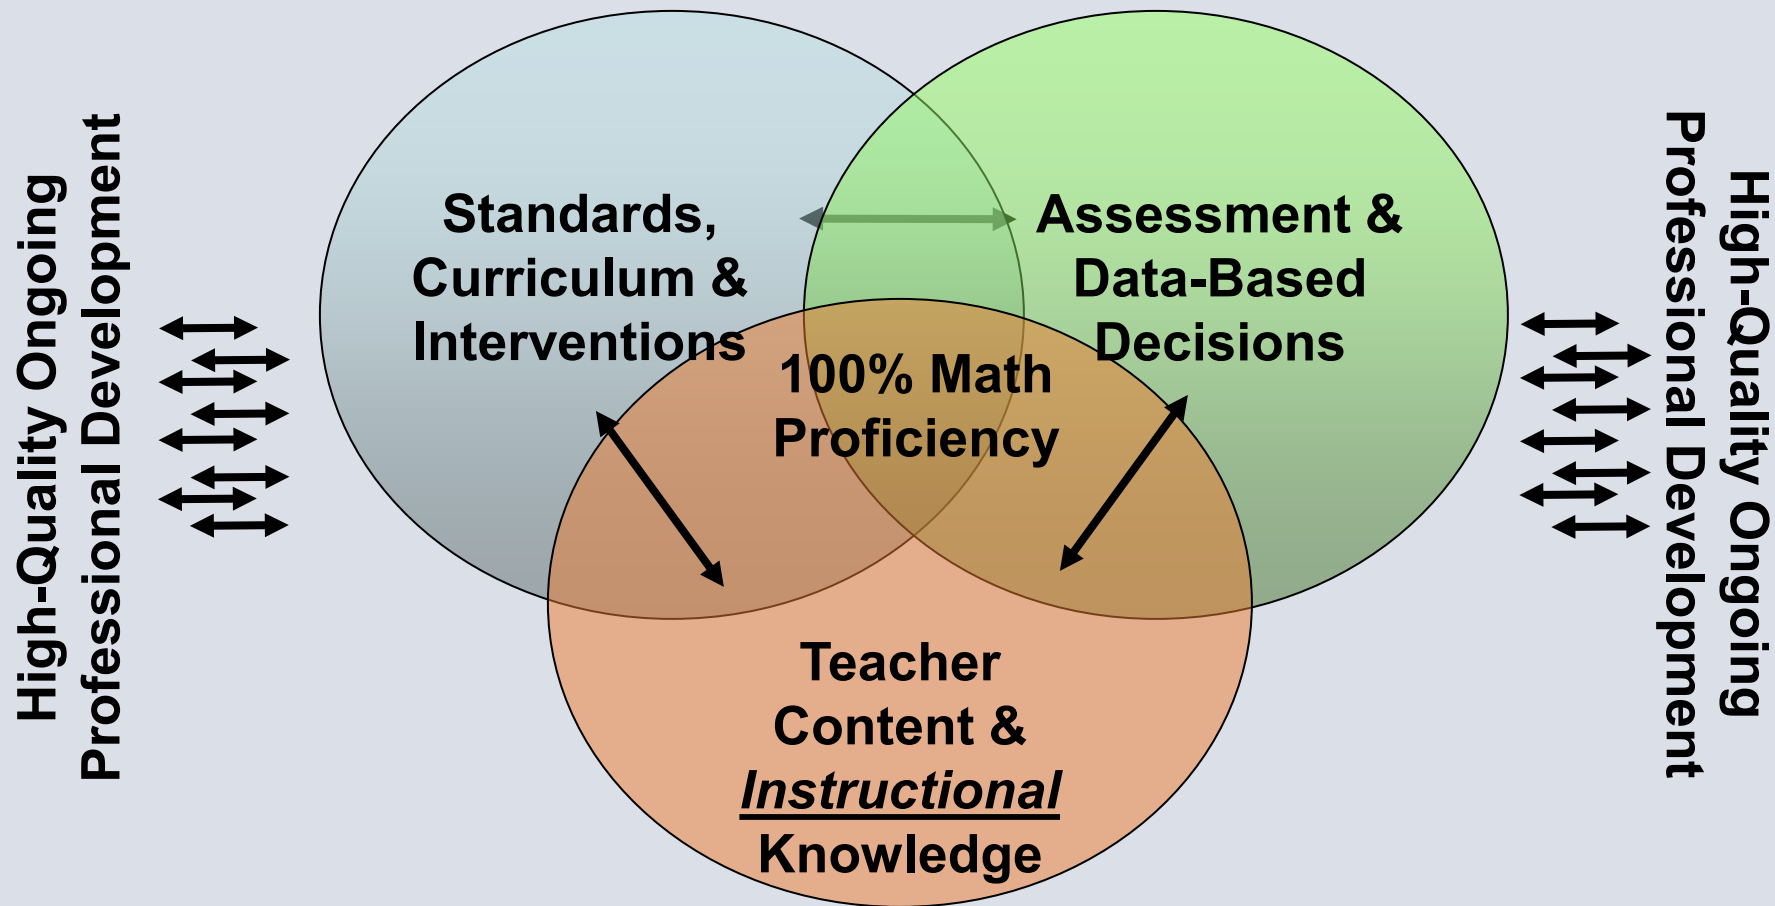 High-Quality Ongoing
Professional Development
Standards,
Curriculum &
Interventions
Assessment &
Data-Based
Decisions
100% Math
Proficiency
Teacher
Content &
Instructional
Knowledge
High-Quality Ongoing
Professional Development